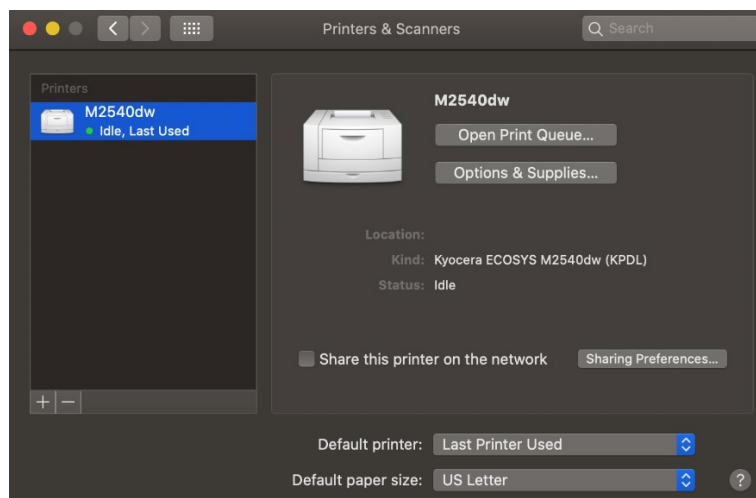 Printers & Scanners
Search
Printers
M2540dw
Idle, Last Used
M2540dw
Open Print Queue...
Options & Supplies...
Location:
Kind: Kyocera ECOSYS M2540dw (KPDL)
Status: Idle
Share this printer on the network
Sharing Preferences...
+ −
Default printer: Last Printer Used
Default paper size: US Letter
?